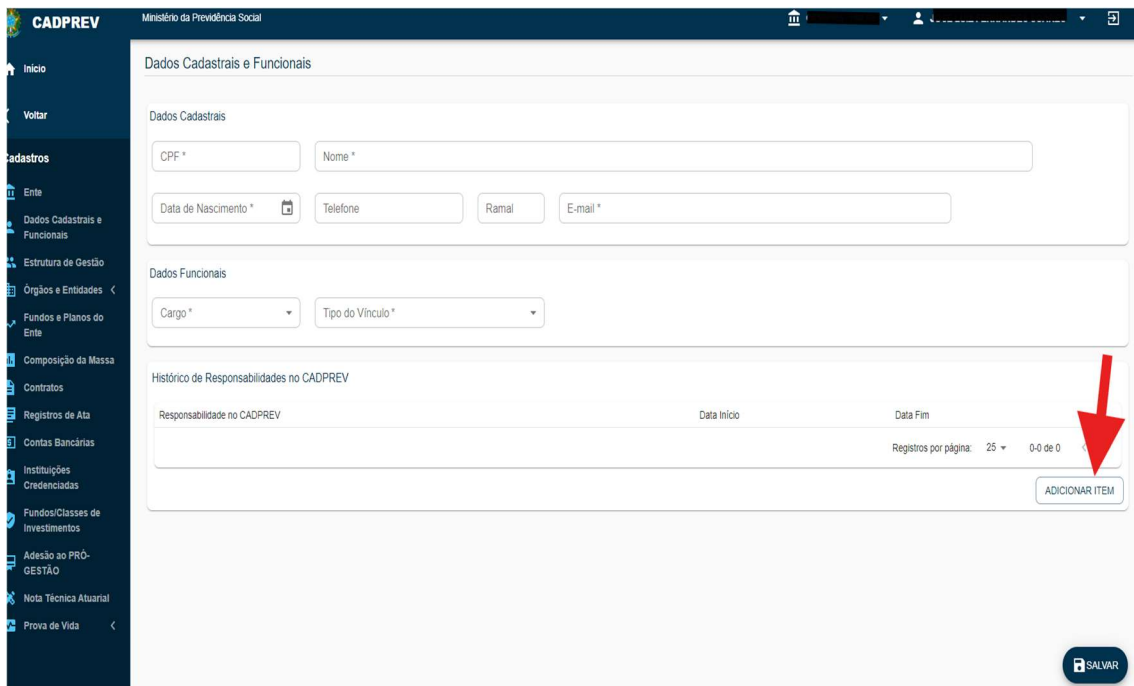 CADPREV
Ministério da Previdência Social
Início
Dados Cadastrais e Funcionais
Voltar
Dados Cadastrais
Cadastros
CPF *
Nome *
Ente
Data de Nascimento *
Telefone
Ramal
E-mail *
Dados Cadastrais e
Funcionais
Estrutura de Gestão
Dados Funcionais
Órgãos e Entidades
Cargo *
Tipo do Vínculo *
Fundos e Planos do
Ente
Composição da Massa
Histórico de Responsabilidades no CADPREV
Contratos
Registros de Ata
Responsabilidade no CADPREV
Data Início
Data Fim
Contas Bancárias
Registros por página:
25
0-0 de 0
Instituições
Credenciadas
ADICIONAR ITEM
Fundos/Classes de
Investimentos
Adesão ao PRÓ-
GESTÃO
Nota Técnica Atuarial
Prova de Vida
SALVAR